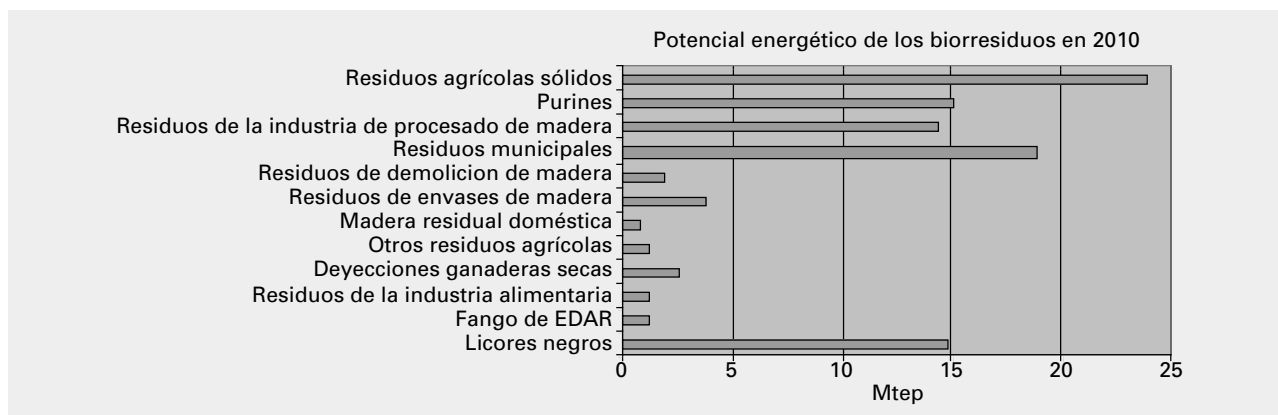 Potencial energético de los biorresiduos en 2010
Residuos agrícolas sólidos
Purines
Residuos de la industria de procesado de madera
Residuos municipales
Residuos de demolicion de madera
Residuos de envases de madera
Madera residual doméstica
Otros residuos agrícolas
Deyecciones ganaderas secas
Residuos de la industria alimentaria
Fango de EDAR
Licores negros
0 5 10 15 20 25
Mtep